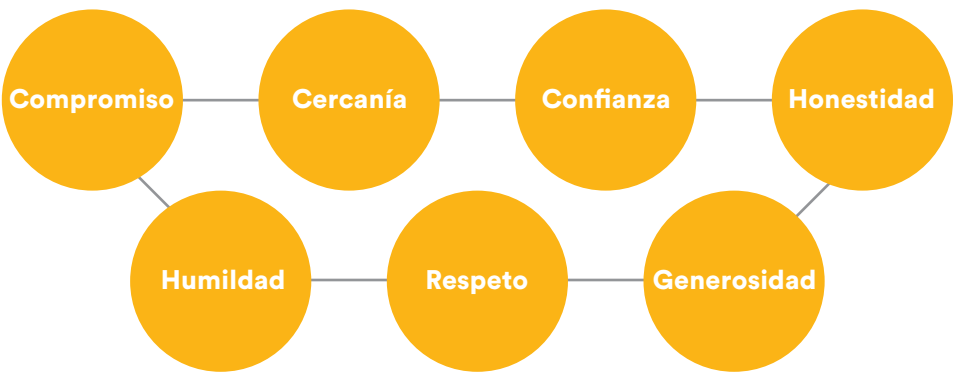 Compromiso
Cercanía
Confianza
Honestidad
Humildad
Respeto
Generosidad